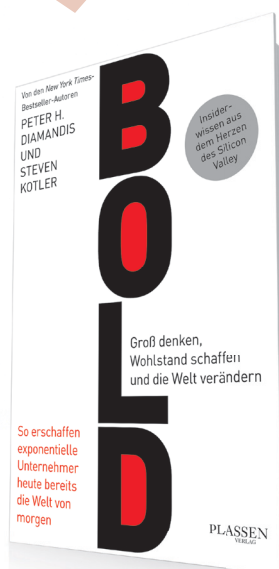 Von den New York Times-
Bestseller-Autoren
PETER H.
DIAMANDIS
UND
STEVEN
KOTLER
BOLD
Insider-
wissen aus
dem Herzen
des Silicon
Valley
Groß denken,
Wohlstand schaffen
und die Welt verändern
So erschaffen
exponentielle
Unternehmer
heute bereits
die Welt von
morgen
PLASSEN
VERLAG